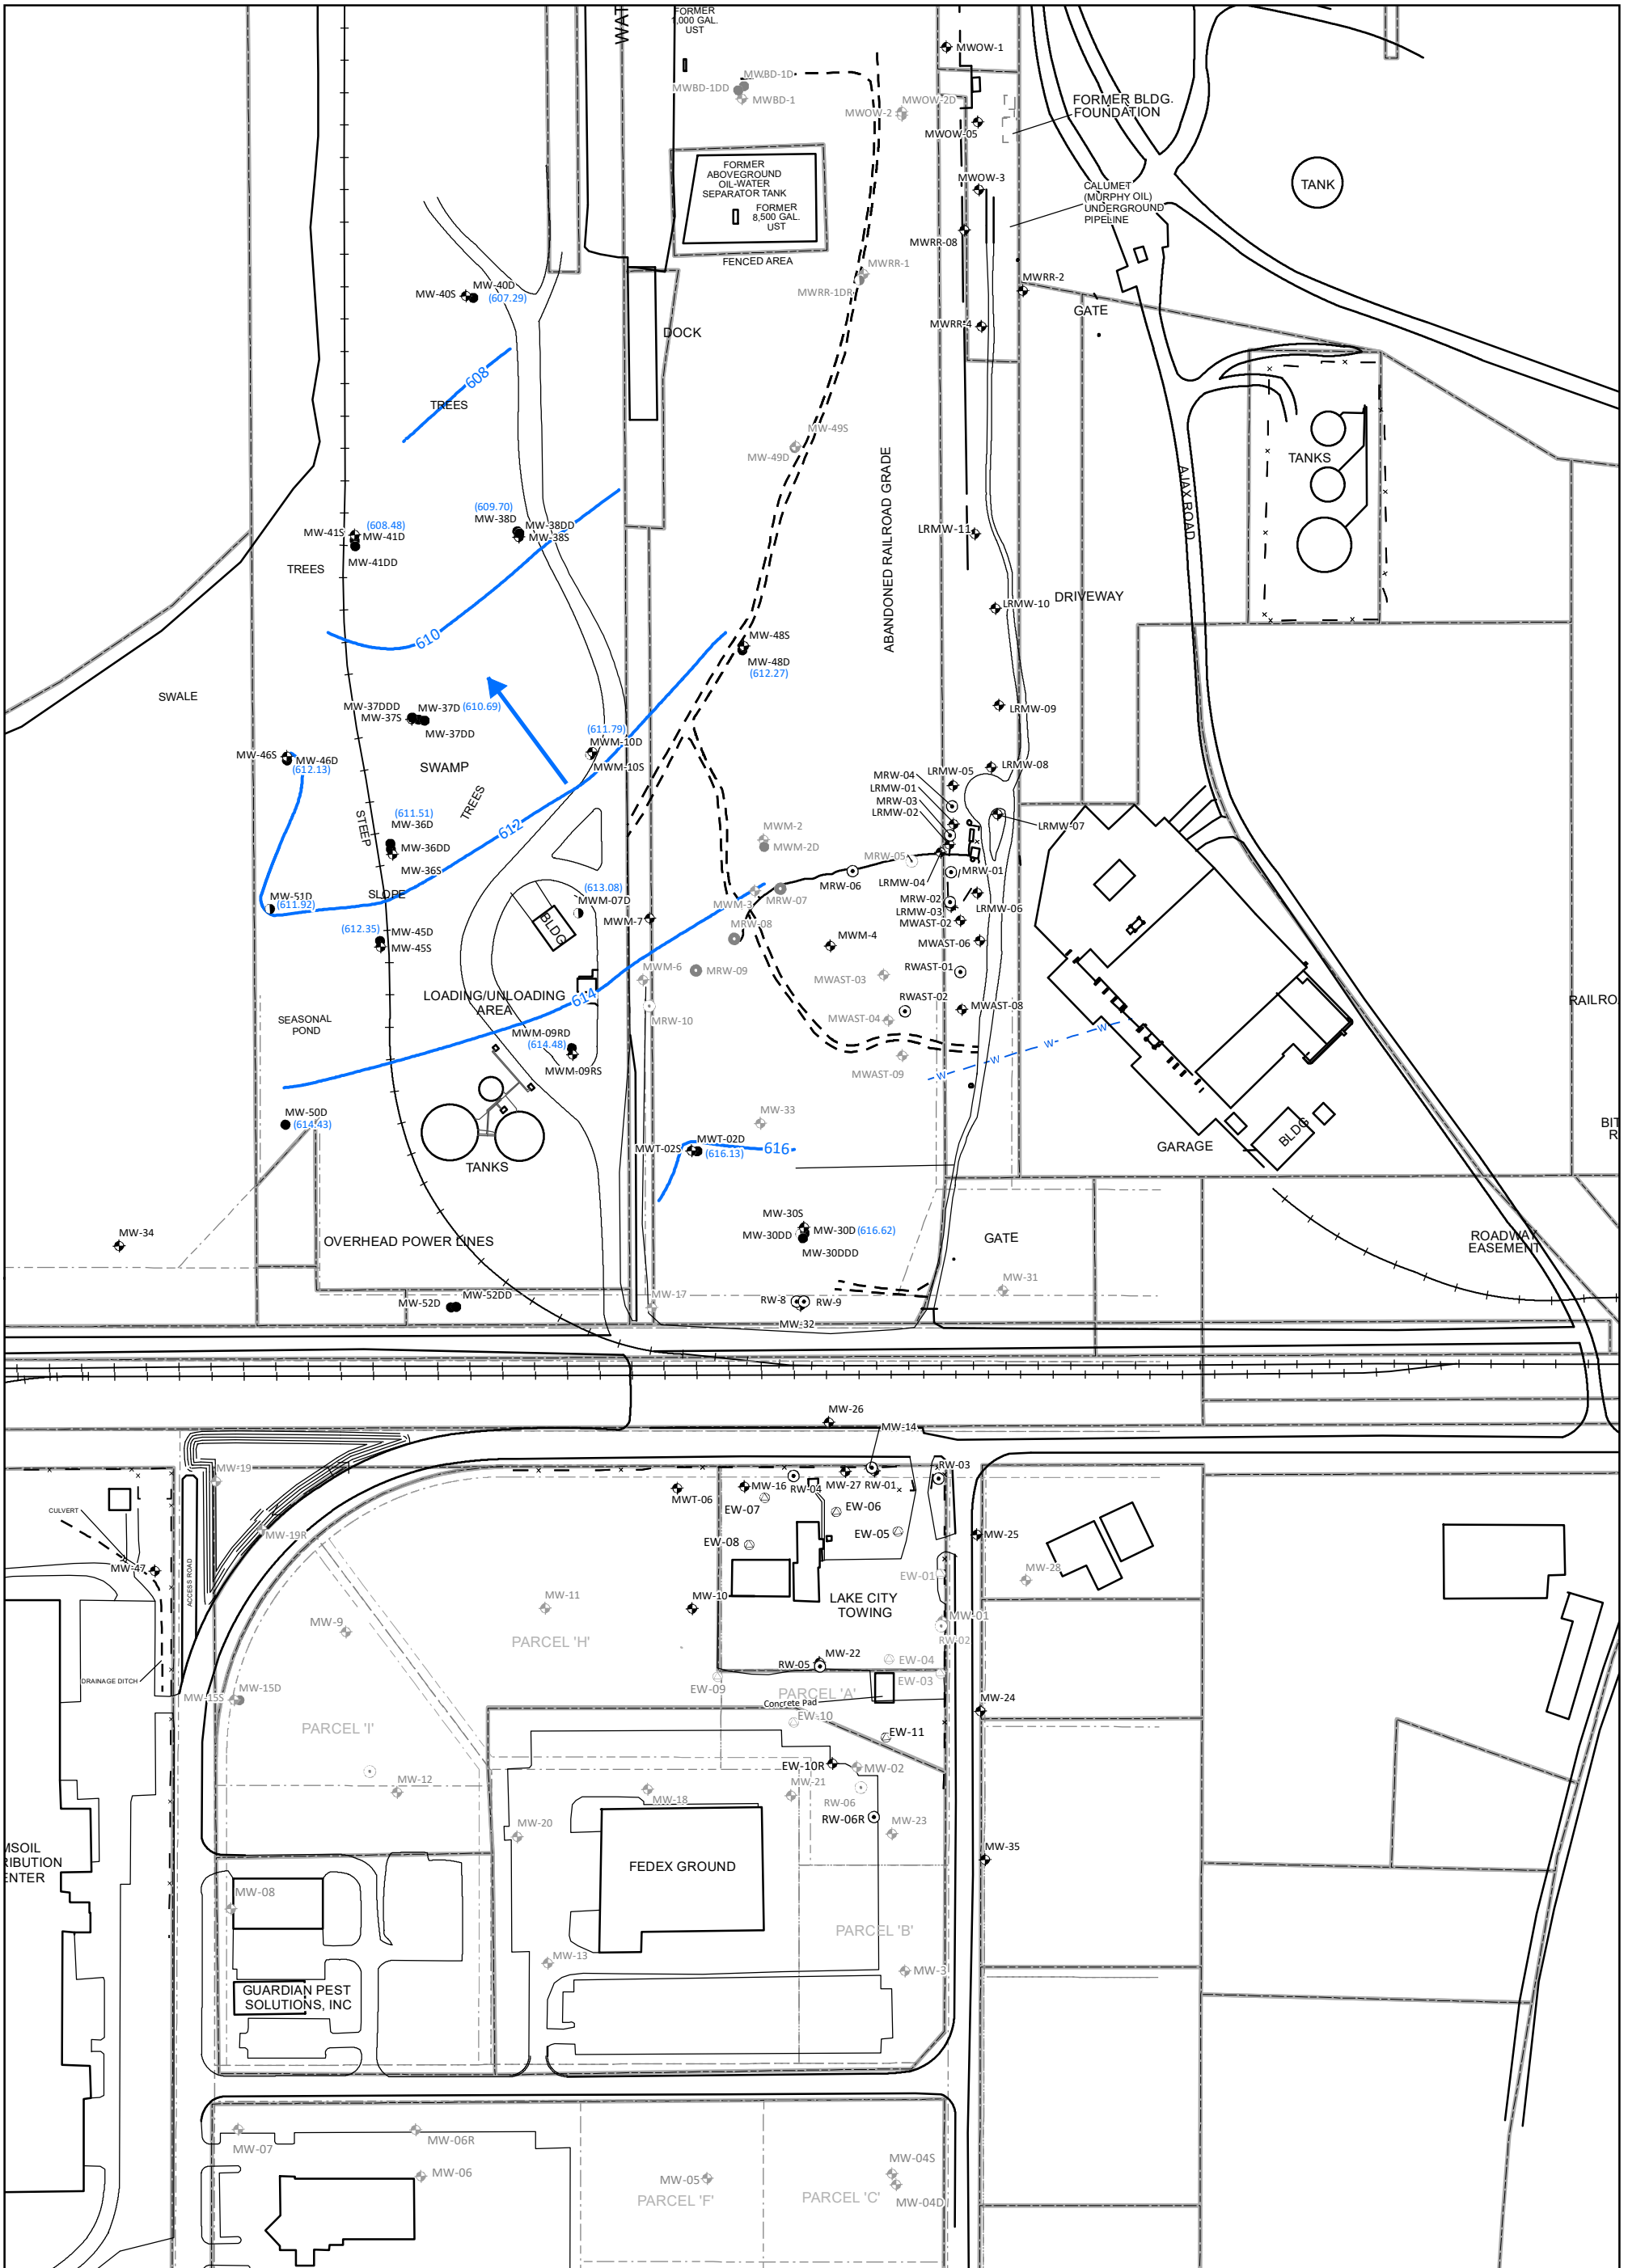 WAT
FORMER
1,000 GAL.
UST
MWOW-1
MWBD-1D
MWBD-1DD
MWBD-1
MWOW-2D
MWOW-2
FORMER BLDG.
FOUNDATION
MWOW-05
FORMER
ABOVEGROUND
OIL-WATER
SEPARATOR TANK
FORMER
8,500 GAL.
UST
MWOW-3
CALUMET
(MURPHY OIL)
UNDERGROUND
PIPELINE
TANK
MWRR-08
FENCED AREA
MWRR-1
MWRR-1DR
MWRR-2
MW-40D
MW-40S
(607.29)
GATE
MWRR-4
DOCK
608
TREES
MW-49S
MW-49D
ABANDONED RAILROAD GRADE
AJAX ROAD
TANKS
(609.70)
MW-38D
MW-38DD
MW-38S
(608.48)
MW-41S
MW-41D
MW-41DD
LRMW-11
TREES
LRMW-10
DRIVEWAY
610
MW-48S
MW-48D
(612.27)
SWALE
MW-37DDD
MW-37D
(610.69)
MW-37S
MW-37DD
LRMW-09
(611.79)
MWM-10D
MWM-10S
MW-46S
MW-46D
(612.13)
SWAMP
TREES
LRMW-05
LRMW-08
MRW-04
LRMW-01
MRW-03
LRMW-02
LRMW-07
(611.51)
MW-36D
STEEP
612
MW-36DD
MW-36S
MWM-2
MWM-2D
MRW-05
MRW-06
MRW-01
LRMW-04
SLOPE
(613.08)
MWM-07D
MW-51D
(611.92)
MWM-3
MRW-07
MRW-02
LRMW-03
LRMW-06
MWM-7
MWAST-02
BLDG
(612.35)
MW-45D
MW-45S
MRW-08
MWM-4
MWAST-06
MWM-6
MRW-09
RWAST-01
MWAST-03
LOADING/UNLOADING
AREA
614
RWAST-02
MWAST-08
RAILRO
SEASONAL
POND
MRW-10
MWAST-04
W
W
W
MWM-09RD
(614.48)
MWM-09RS
MWAST-09
MW-50D
(614.43)
MW-33
BIT
R
MWT-02S
MWT-02D
(616.13)
616
BLDG
GARAGE
TANKS
MW-30S
MW-30D
(616.62)
MW-30DD
MW-30DDD
MW-34
OVERHEAD POWER LINES
GATE
ROADWAY
EASEMENT
MW-31
MW-52D
MW-52DD
MW-17
RW-8
RW-9
MW-32
MW-26
MW-14
MW-19
RW-03
MWT-06
MW-16
RW-04
MW-27
RW-01
EW-07
EW-06
CULVERT
MW-19R
EW-05
MW-25
EW-08
MW-47
ACCESS ROAD
EW-01
MW-28
MW-11
MW-10
LAKE CITY
TOWING
MW-9
MW-01
RW-02
PARCEL 'H'
MW-22
RW-05
EW-04
DRAINAGE DITCH
EW-09
EW-03
MW-15S
MW-15D
PARCEL 'A'
Concrete Pad
MW-24
PARCEL 'I'
EW-10
EW-11
EW-10R
MW-02
MW-12
MW-18
MW-21
RW-06
RW-06R
MW-20
MW-23
MSOIL
RIBUTION
ENTER
FEDEX GROUND
MW-35
MW-08
PARCEL 'B'
MW-13
MW-3
GUARDIAN PEST
SOLUTIONS, INC
MW-07
MW-06R
MW-06
MW-05
MW-04S
MW-04D
PARCEL 'F'
PARCEL 'C'